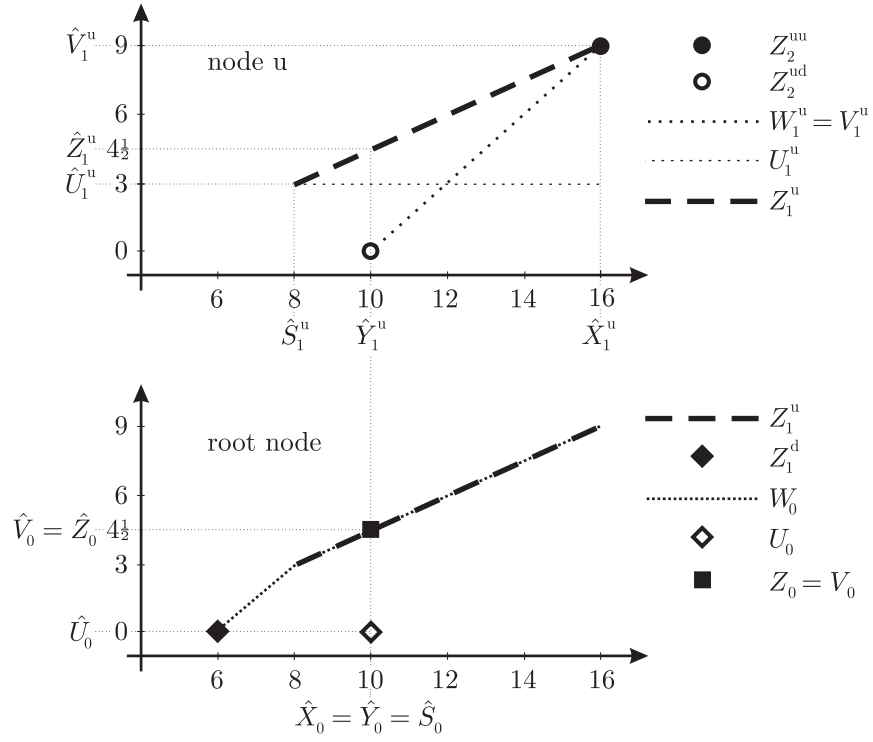 node u
V̂₁ᵘ 9
6
Ẑ₁ᵘ 4½
Û₁ᵘ 3
0
6 8 10 12 14 16
Ŝ₁ᵘ Ŷ₁ᵘ X̂₁ᵘ
Z₂ᵘᵘ
Z₂ᵘᵈ
W₁ᵘ = V₁ᵘ
U₁ᵘ
Z₁ᵘ
root node
9
6
V̂₀ = Ẑ₀ 4½
3
Û₀ 0
6 8 10 12 14 16
X̂₀ = Ŷ₀ = Ŝ₀
Z₁ᵘ
Z₁ᵈ
W₀
U₀
Z₀ = V₀